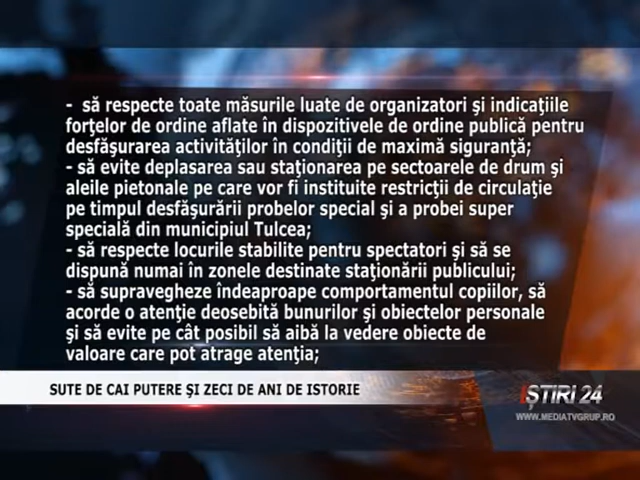 - să respecte toate măsurile luate de organizatori şi indicaţiile
forţelor de ordine aflate în dispozitivele de ordine publică pentru
desfăşurarea activităţilor în condiţii de maximă siguranţă;
- să evite deplasarea sau staţionarea pe sectoarele de drum şi
aleile pietonale pe care vor fi instituite restricţii de circulaţie
pe timpul desfăşurării probelor special şi a probei super
specială din municipiul Tulcea;
- să respecte locurile stabilite pentru spectatori şi să se
dispună numai în zonele destinate staţionării publicului;
- să supravegheze îndeaproape comportamentul copiilor, să
acorde o atenţie deosebită bunurilor şi obiectelor personale
şi să evite pe cât posibil să aibă la vedere obiecte de
valoare care pot atrage atenţia;
SUTE DE CAI PUTERE ŞI ZECI DE ANI DE ISTORIE
IŞTIRI 24
WWW.MEDIATVGRUP.RO